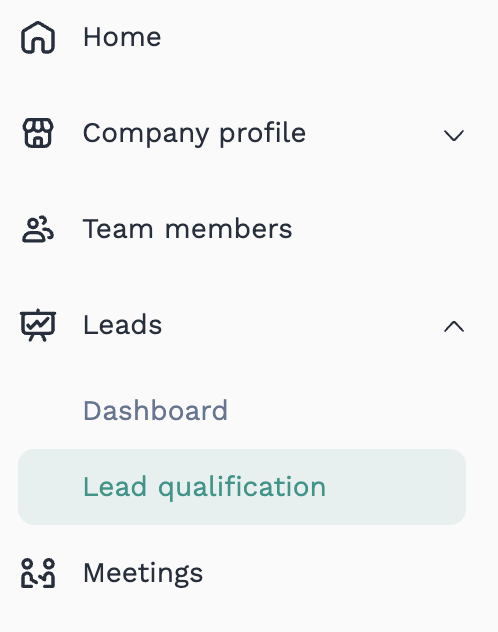 Home
Company profile
Team members
Leads
Dashboard
Lead qualification
Meetings